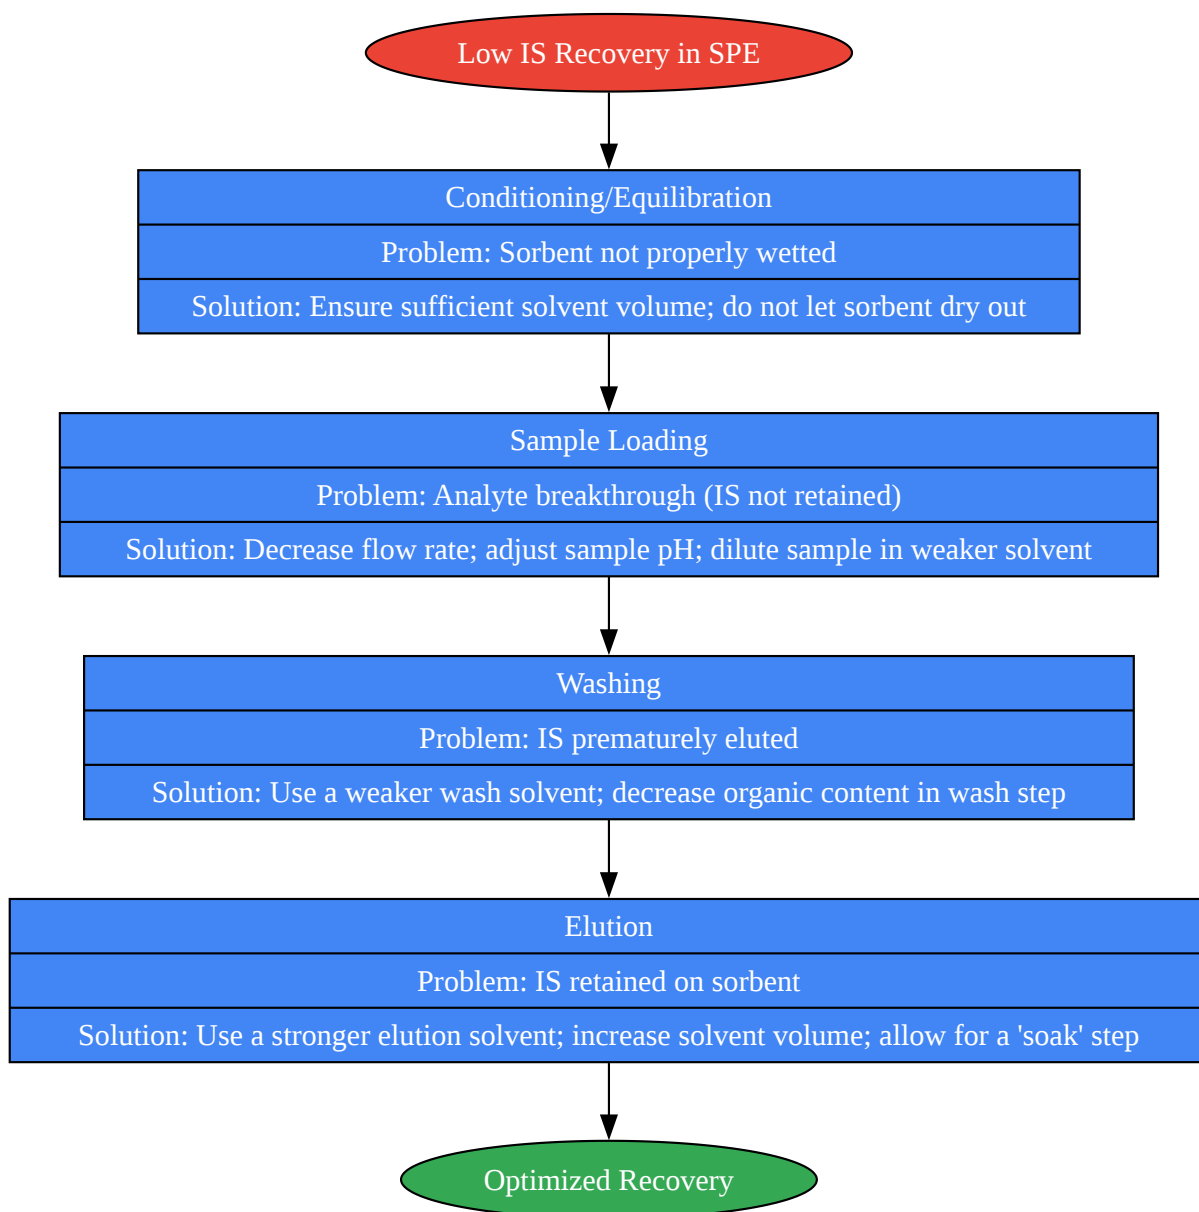 Low IS Recovery in SPE
Conditioning/Equilibration
Problem: Sorbent not properly wetted
Solution: Ensure sufficient solvent volume; do not let sorbent dry out
Sample Loading
Problem: Analyte breakthrough (IS not retained)
Solution: Decrease flow rate; adjust sample pH; dilute sample in weaker solvent
Washing
Problem: IS prematurely eluted
Solution: Use a weaker wash solvent; decrease organic content in wash step
Elution
Problem: IS retained on sorbent
Solution: Use a stronger elution solvent; increase solvent volume; allow for a 'soak' step
Optimized Recovery